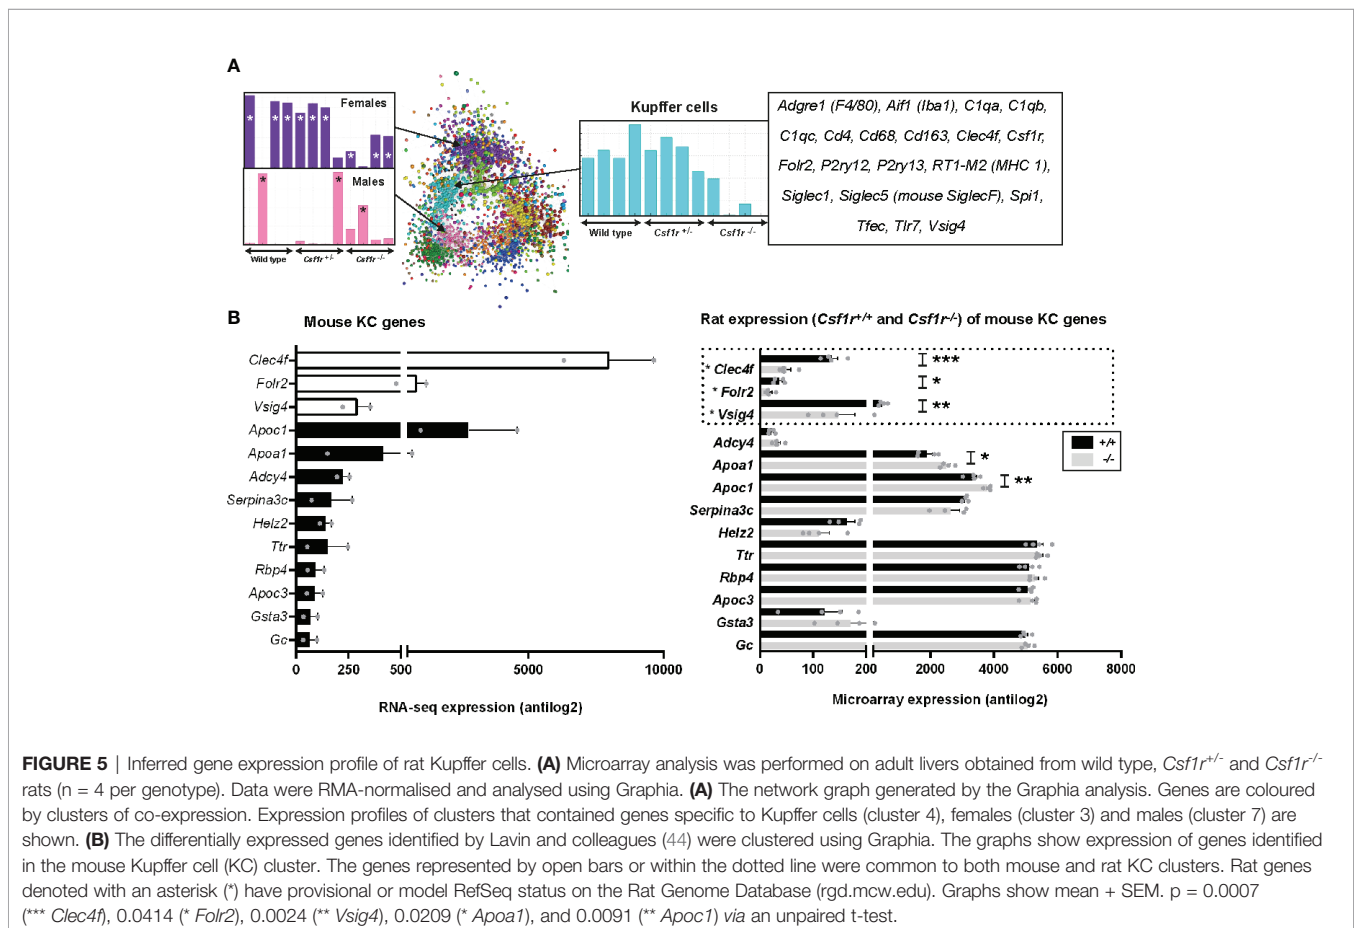 A
Females
* * * * * * * * * *
Males
* * *
Wild type
Csf1r +/-
Csf1r -/-
Kupffer cells
Wild type
Csf1r +/-
Csf1r -/-
Adgre1 (F4/80), Aif1 (Iba1), C1qa, C1qb,
C1qc, Cd4, Cd68, Cd163, Clec4f, Csf1r,
Folr2, P2ry12, P2ry13, RT1-M2 (MHC 1),
Siglec1, Siglec5 (mouse SiglecF), Spi1,
Tfec, Tlr7, Vsig4
B
Mouse KC genes
Clec4f
Folr2
Vsig4
Apoc1
Apoa1
Adcy4
Serpina3c
Helz2
Ttr
Rbp4
Apoc3
Gsta3
Gc
0 250 500 5000 10000
RNA-seq expression (antilog2)
Rat expression (Csf1r+/+ and Csf1r-/-) of mouse KC genes
* Clec4f ***
* Folr2 *
* Vsig4 **
Adcy4
Apoa1 *
Apoc1 **
Serpina3c
Helz2
Ttr
Rbp4
Apoc3
Gsta3
Gc
+/+
-/-
0 100 200 2000 4000 6000 8000
Microarray expression (antilog2)
FIGURE 5 | Inferred gene expression profile of rat Kupffer cells. (A) Microarray analysis was performed on adult livers obtained from wild type, Csf1r+/- and Csf1r-/-
rats (n = 4 per genotype). Data were RMA-normalised and analysed using Graphia. (A) The network graph generated by the Graphia analysis. Genes are coloured
by clusters of co-expression. Expression profiles of clusters that contained genes specific to Kupffer cells (cluster 4), females (cluster 3) and males (cluster 7) are
shown. (B) The differentially expressed genes identified by Lavin and colleagues (44) were clustered using Graphia. The graphs show expression of genes identified
in the mouse Kupffer cell (KC) cluster. The genes represented by open bars or within the dotted line were common to both mouse and rat KC clusters. Rat genes
denoted with an asterisk (*) have provisional or model RefSeq status on the Rat Genome Database (rgd.mcw.edu). Graphs show mean + SEM. p = 0.0007
(*** Clec4f), 0.0414 (* Folr2), 0.0024 (** Vsig4), 0.0209 (* Apoa1), and 0.0091 (** Apoc1) via an unpaired t-test.